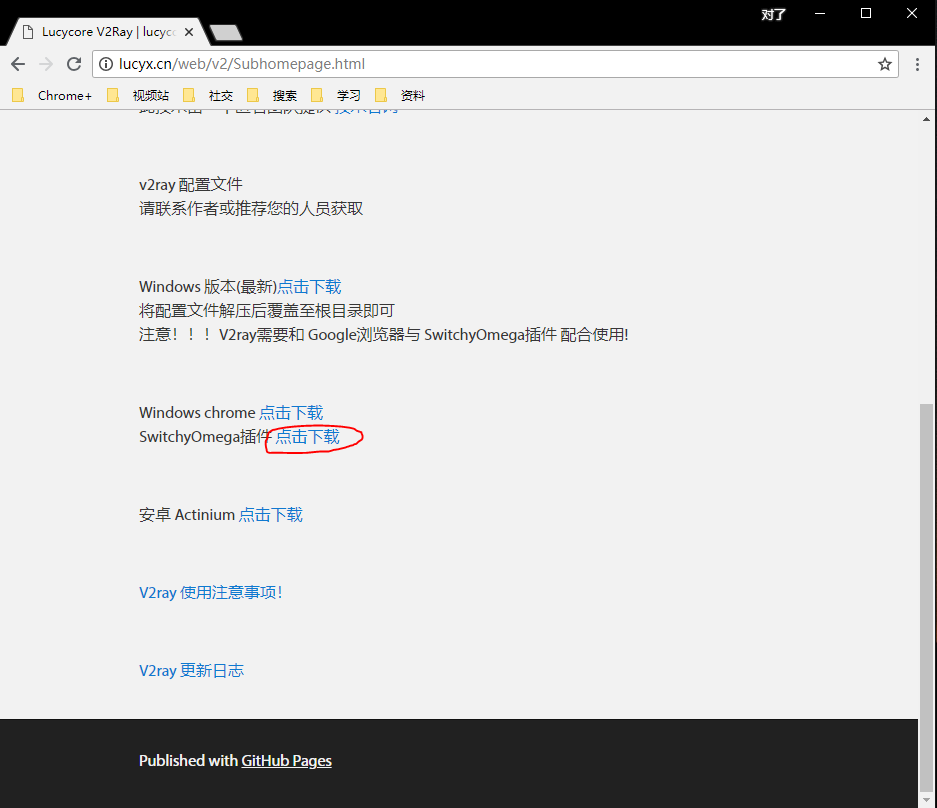 对了
Lucycore V2Ray | lucyc
lucyx.cn/web/v2/Subhomepage.html
Chrome+ 视频站 社交 搜索 学习 资料
v2ray 配置文件
请联系作者或推荐您的人员获取
Windows 版本(最新)点击下载
将配置文件解压后覆盖至根目录即可
注意！！！V2ray需要和 Google浏览器与 SwitchyOmega插件 配合使用!
Windows chrome 点击下载
SwitchyOmega插件 点击下载
安卓 Actinium 点击下载
V2ray 使用注意事项！
V2ray 更新日志
Published with GitHub Pages